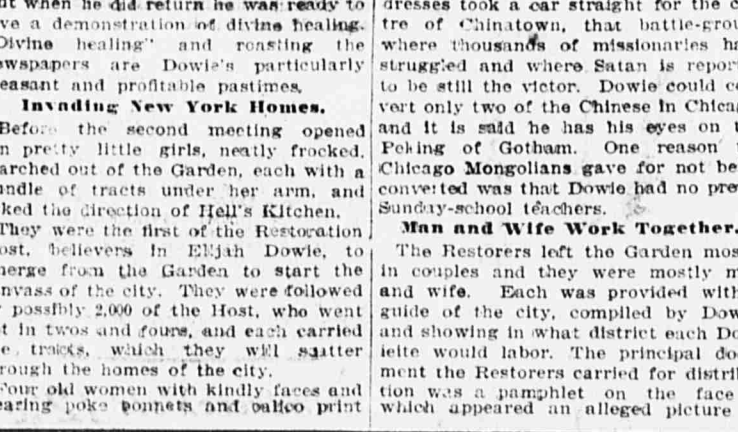 ut when he did return he was ready to
ve a demonstration of divine healing.
Divine healing" and roasting the
ewspapers are Dowie's particularly
easant and profitable pastimes.
Invading New York Homes.
Before the second meeting opened
n pretty little girls, neatly frocked,
arched out of the Garden, each with a
ndle of tracts under her arm, and
ked the direction of Hell's Kitchen.
They were the first of the Restoration
ost, believers in Elijah Dowie, to
nerge from the Garden to start the
nvass of the city. They were followed
possibly 2,000 of the Host, who went
t in twos and fours, and each carried
e tracts, which they will scatter
rough the homes of the city.
Four old women with kindly faces and
earing poke bonnets and calico print
dresses took a car straight for the c
tre of Chinatown, that battle-grou
where thousands of missionaries ha
struggled and where Satan is repor
to be still the victor. Dowie could c
vert only two of the Chinese in Chica
and it is said he has his eyes on t
Peking of Gotham. One reason t
Chicago Mongolians gave for not be
converted was that Dowie had no pre
Sunday-school teachers.
Man and Wife Work Together.
The Restorers left the Garden mos
in couples and they were mostly m
and wife. Each was provided with
guide of the city, compiled by Dow
and showing in what district each Do
ieite would labor. The principal do
ment the Restorers carried for distri
tion was a pamphlet on the face
which appeared an alleged picture